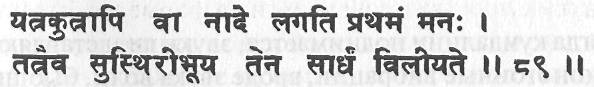 यत्रकुत्रापि वा नादे लगति प्रथमं मनः ।
तत्रैव सुस्थिरीभूय तेन सार्धं विलीयते ॥ ८९ ॥